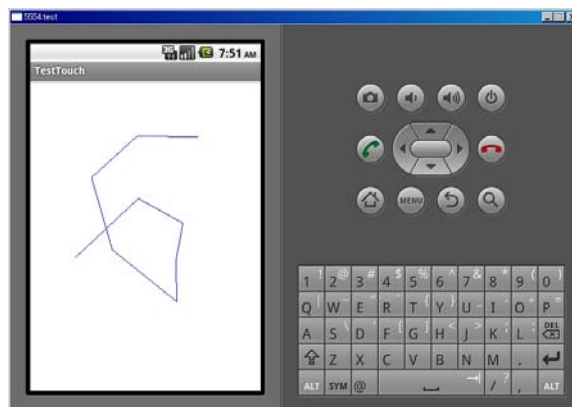 5554:test
3G 7:51 AM
TestTouch
MENU
1 ! 2 @ 3 # 4 $ 5 % 6 ^ 7 & 8 * 9 ( 0 )
Q | W ~ E " R ` T { Y } U _ I - O + P =
A S \ D ' F [ G ] H < J > K ; L : DEL
Z X C V B N M .
ALT SYM @ / ? , ALT